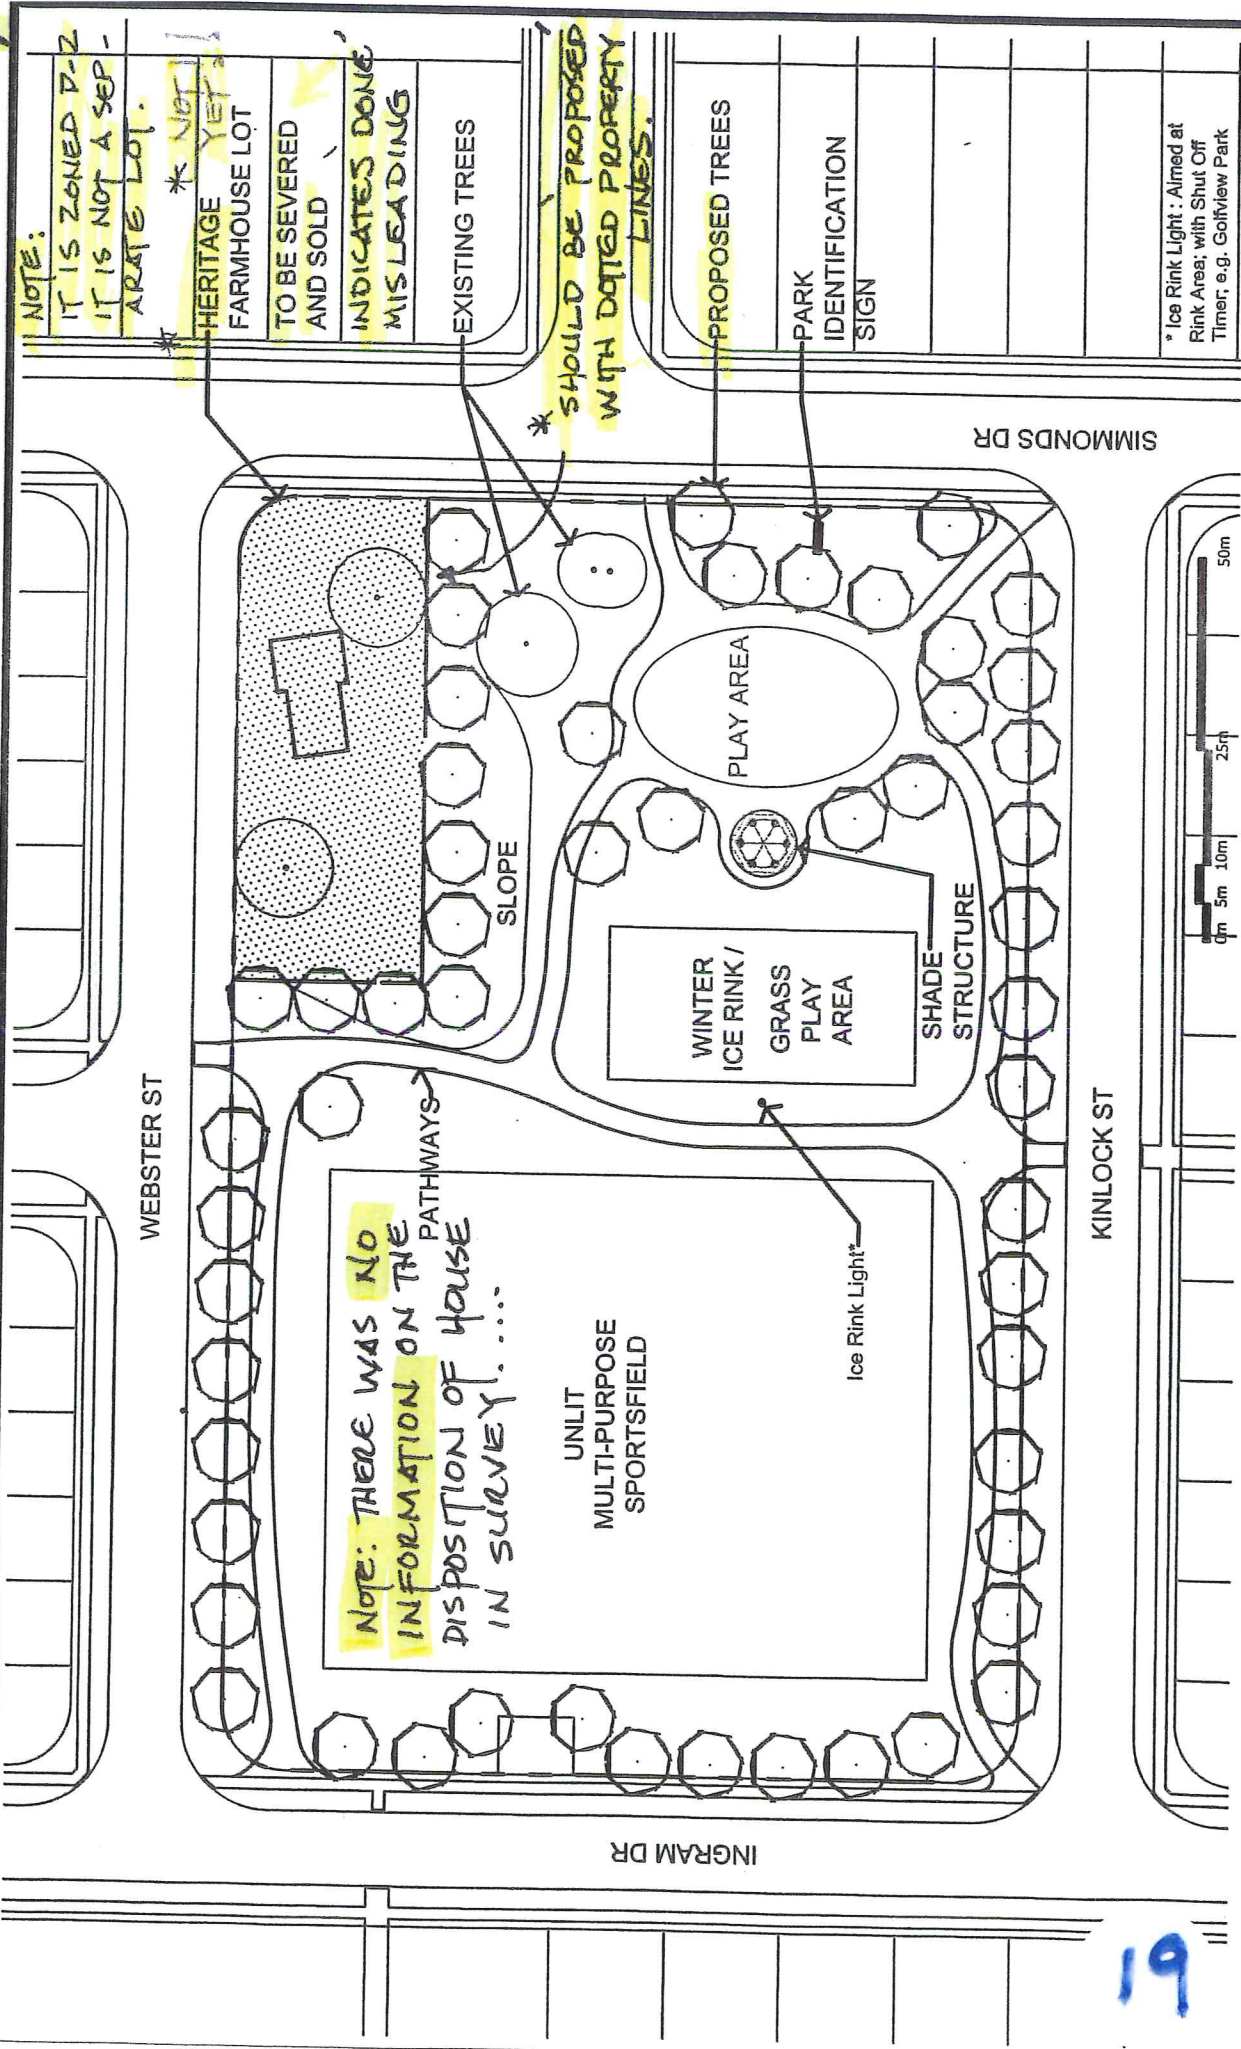 NOTE:
IT IS ZONED D-2
IT IS NOT A SEP-
ARATE LOT.
* NOT
YET!
* HERITAGE
FARMHOUSE LOT
TO BE SEVERED
AND SOLD
INDICATES DONE'
MISLEADING
EXISTING TREES
* SHOULD BE PROPOSED
WITH DOTTED PROPERTY
LINES.
PROPOSED TREES
PARK
IDENTIFICATION
SIGN
* Ice Rink Light : Aimed at
Rink Area; with Shut Off
Timer; e.g. Golfview Park
SIMMONDS DR
WEBSTER ST
SLOPE
PLAY AREA
WINTER
ICE RINK /
GRASS
PLAY
AREA
SHADE
STRUCTURE
PATHWAYS
NOTE: THERE WAS NO
INFORMATION ON THE
DISPOSITION OF HOUSE
IN SURVEY.....
UNLIT
MULTI-PURPOSE
SPORTSFIELD
Ice Rink Light*
KINLOCK ST
INGRAM DR
0m 5m 10m 25m 50m
19